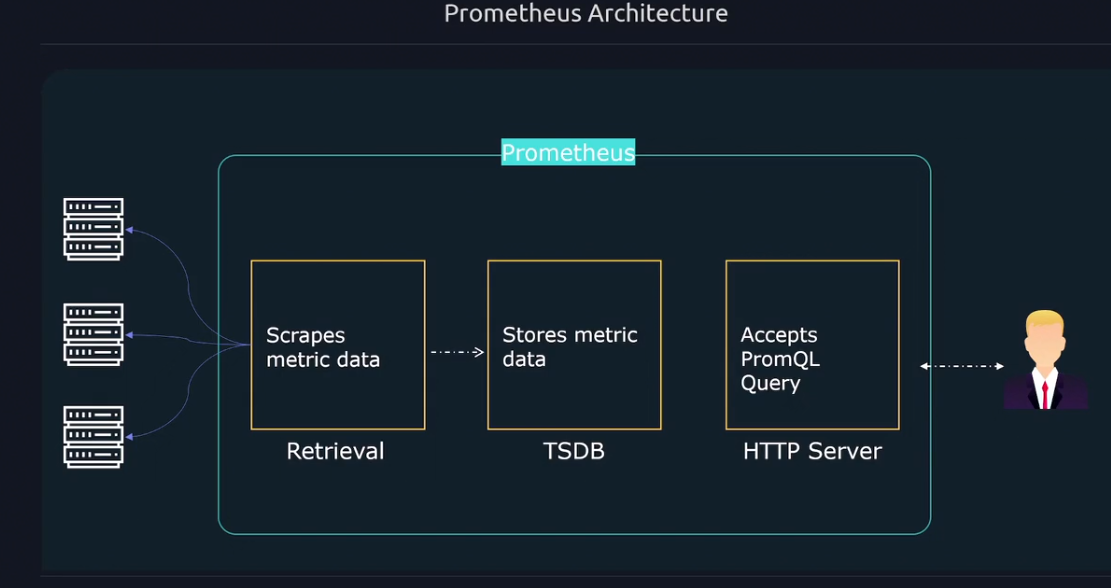 Prometheus Architecture
Prometheus
Scrapes
metric data
Stores metric
data
Accepts
PromQL
Query
Retrieval
TSDB
HTTP Server